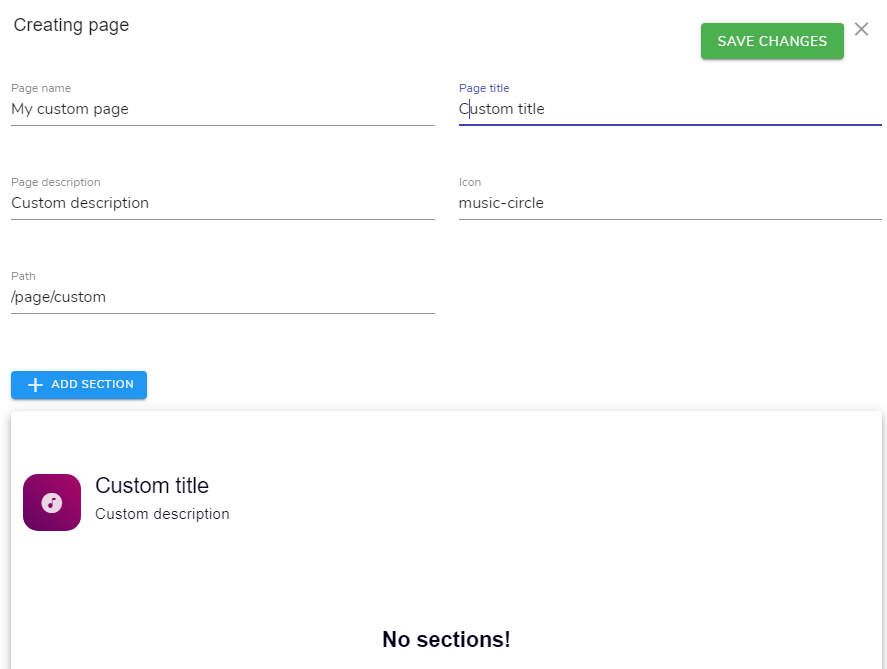 Creating page
SAVE CHANGES
Page name
My custom page
Page title
Custom title
Page description
Custom description
Icon
music-circle
Path
/page/custom
ADD SECTION
Custom title
Custom description
No sections!